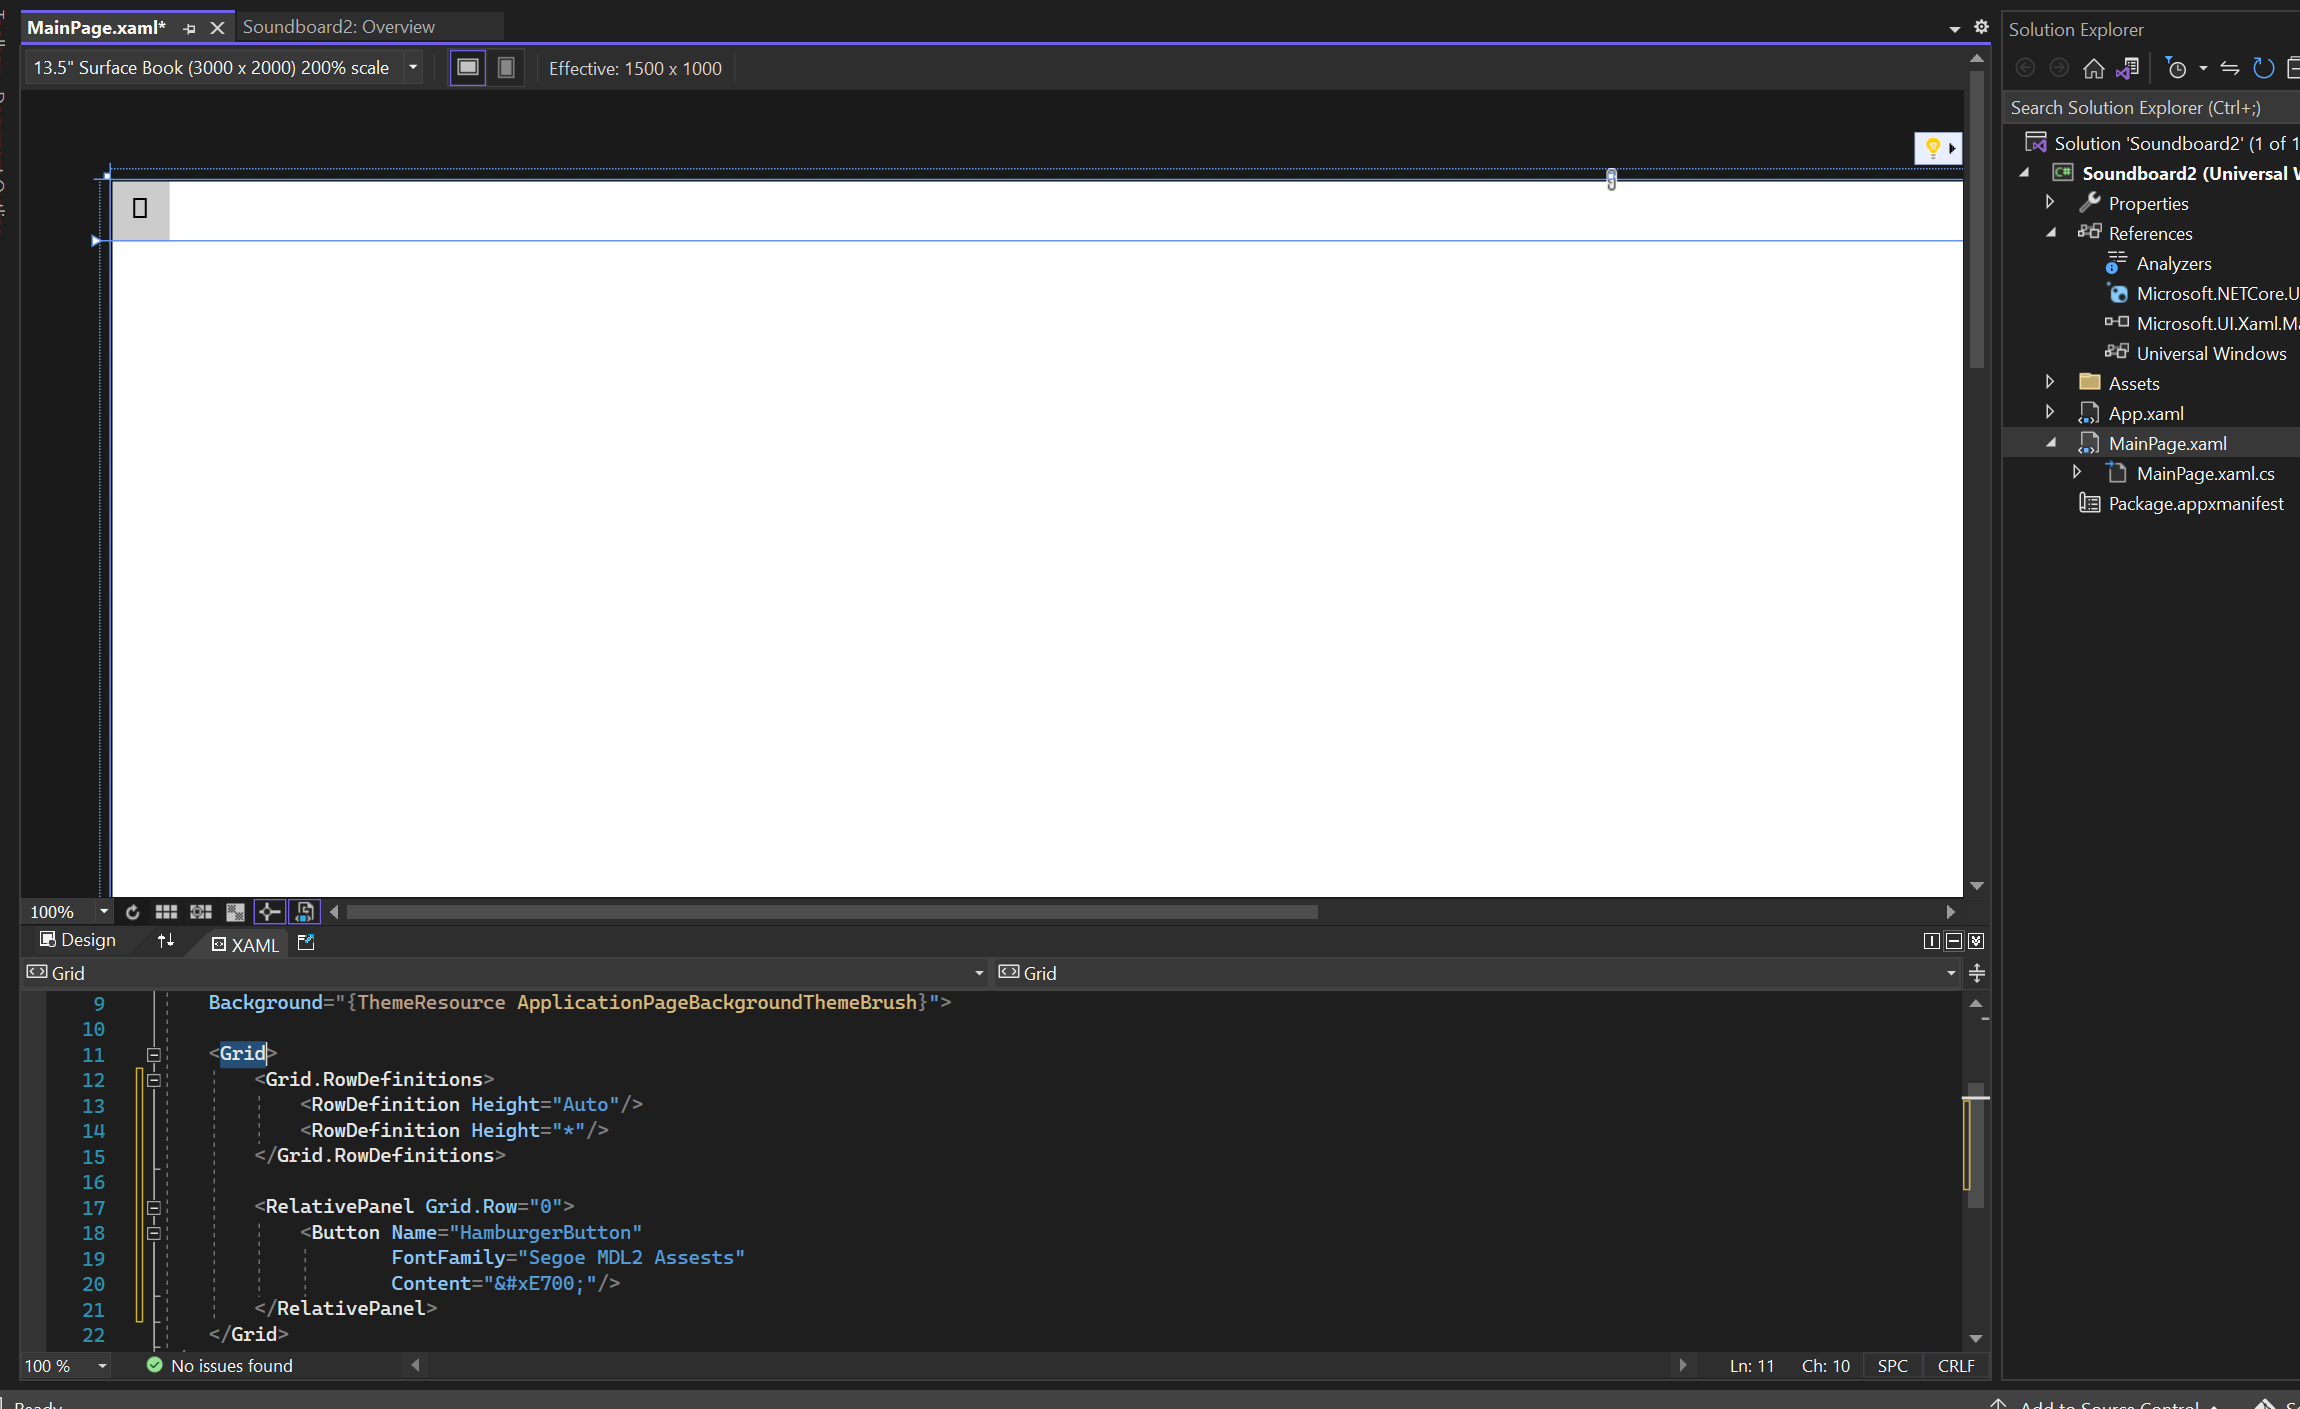 MainPage.xaml*
Soundboard2: Overview
13.5" Surface Book (3000 x 2000) 200% scale
Effective: 1500 x 1000
100%
Design
XAML
Grid
Grid
9 Background="{ThemeResource ApplicationPageBackgroundThemeBrush}">
10
11 <Grid>
12 <Grid.RowDefinitions>
13 <RowDefinition Height="Auto"/>
14 <RowDefinition Height="*"/>
15 </Grid.RowDefinitions>
16
17 <RelativePanel Grid.Row="0">
18 <Button Name="HamburgerButton"
19 FontFamily="Segoe MDL2 Assests"
20 Content="&#xE700;"/>
21 </RelativePanel>
22 </Grid>
100 %
No issues found
Ln: 11 Ch: 10 SPC CRLF
Solution Explorer
Search Solution Explorer (Ctrl+;)
Solution 'Soundboard2' (1 of 1
C# Soundboard2 (Universal
Properties
References
Analyzers
Microsoft.NETCore.U
Microsoft.UI.Xaml.Ma
Universal Windows
Assets
App.xaml
MainPage.xaml
MainPage.xaml.cs
Package.appxmanifest
Ready
Add to Source Control